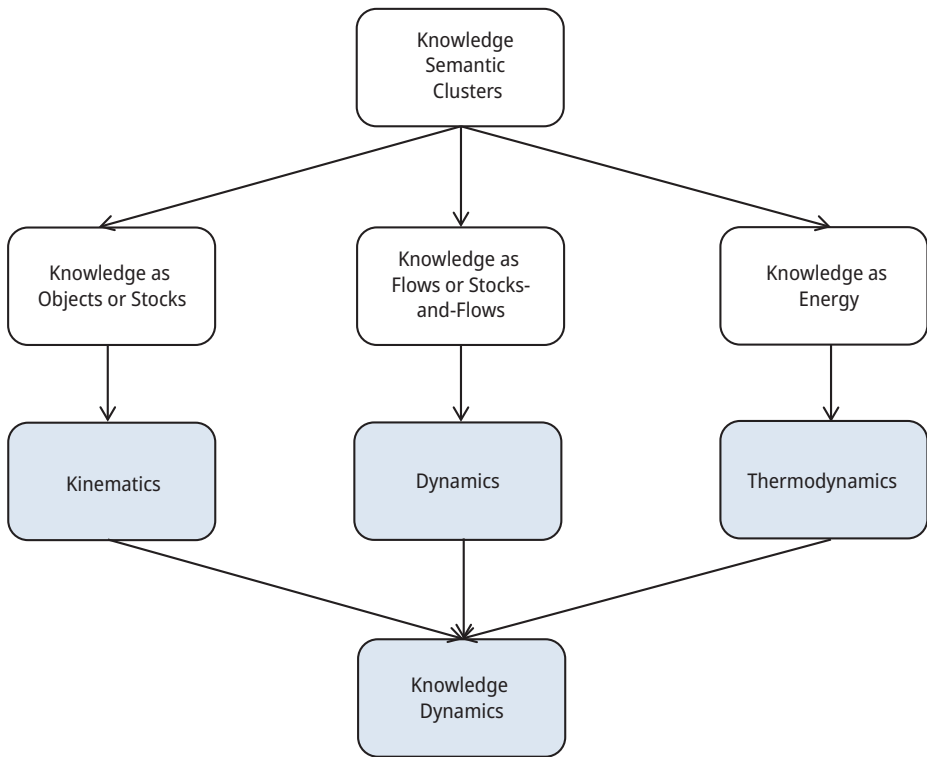 Knowledge
Semantic
Clusters
Knowledge as
Objects or Stocks
Knowledge as
Flows or Stocks-
and-Flows
Knowledge as
Energy
Kinematics
Dynamics
Thermodynamics
Knowledge
Dynamics